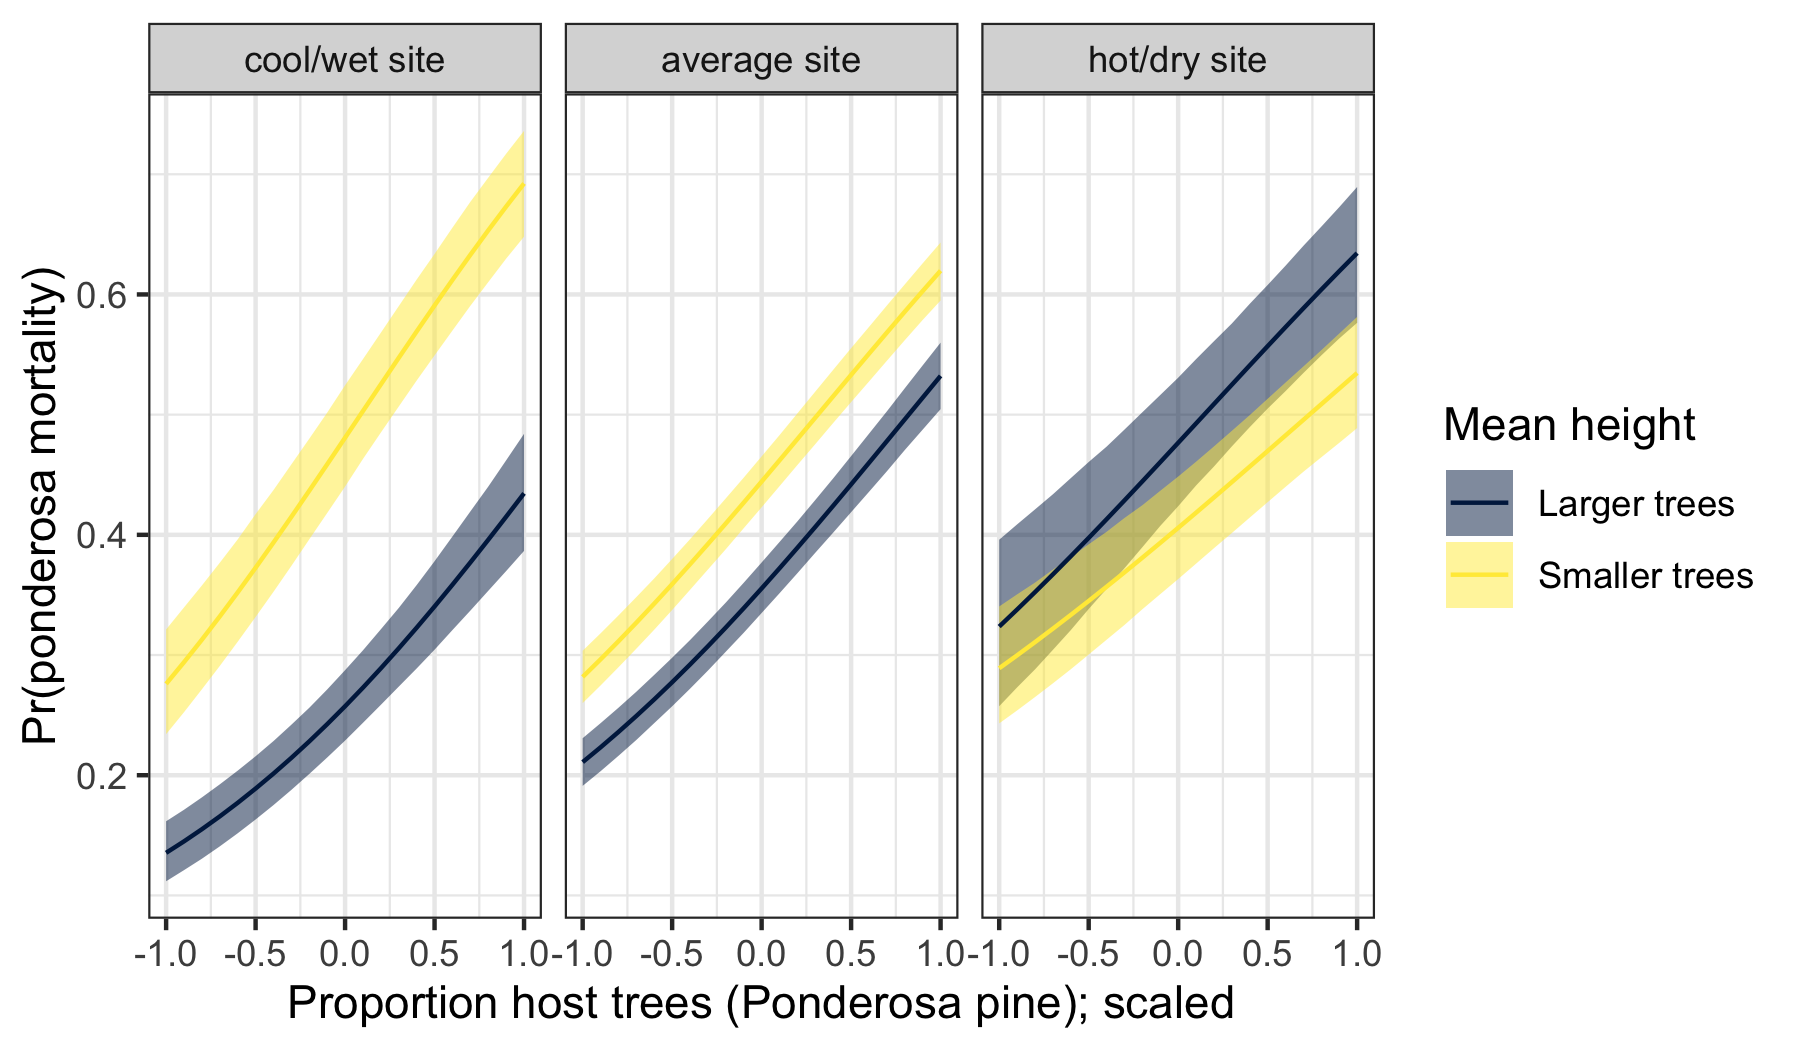 cool/wet site
average site
hot/dry site
Pr(ponderosa mortality)
0.6
0.4
0.2
-1.0 -0.5 0.0 0.5 1.0
-1.0 -0.5 0.0 0.5 1.0
-1.0 -0.5 0.0 0.5 1.0
Proportion host trees (Ponderosa pine); scaled
Mean height
Larger trees
Smaller trees